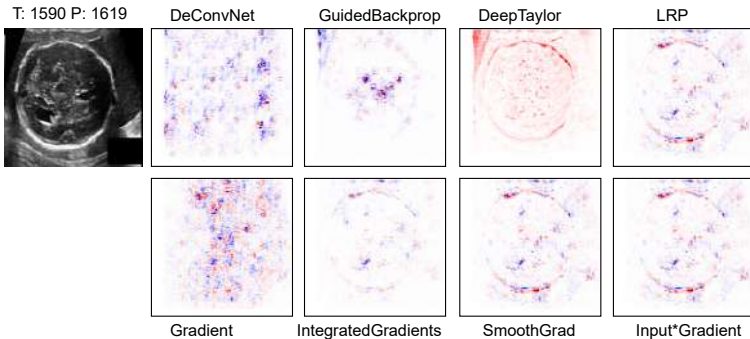 T: 1590 P: 1619 DeConvNet GuidedBackprop DeepTaylor LRP
Gradient IntegratedGradients SmoothGrad Input*Gradient